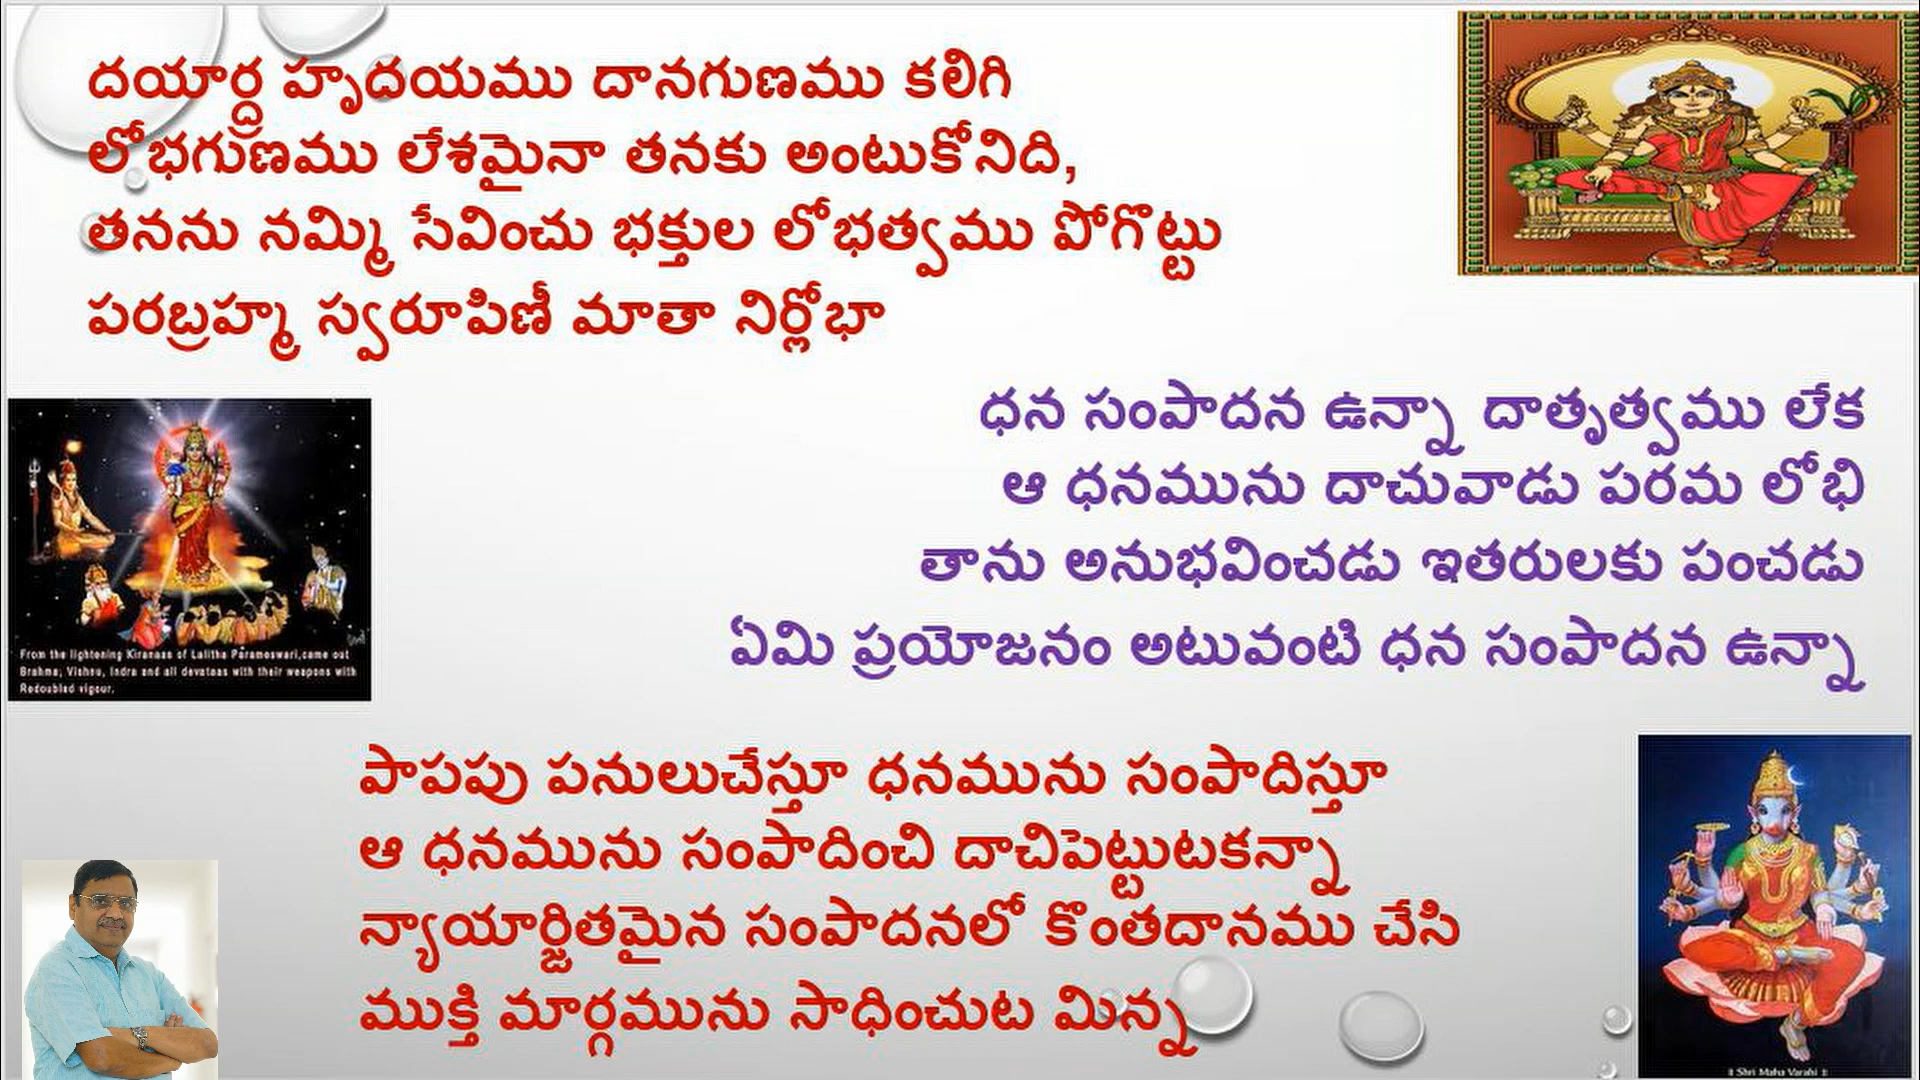 దయార్ద్ర హృదయము దానగుణము కలిగి
లోభగుణము లేశమైనా తనకు అంటుకోనిది,
తనను నమ్మి సేవించు భక్తుల లోభత్వము పోగొట్టు
పరబ్రహ్మ స్వరూపిణీ మాతా నిర్లోభా
ధన సంపాదన ఉన్నా దాతృత్వము లేక
ఆ ధనమును దాచువాడు పరమ లోభి
తాను అనుభవించడు ఇతరులకు పంచడు
ఏమి ప్రయోజనం అటువంటి ధన సంపాదన ఉన్నా
From the lightening Kiranaas of Lalitha Parameswari,came out
Brahma, Vishnu, Indra and all devataas with their weapons with
Redoubled vigour.
పాపపు పనులుచేస్తూ ధనమును సంపాదిస్తూ
ఆ ధనమును సంపాదించి దాచిపెట్టుటకన్నా
న్యాయార్జితమైన సంపాదనలో కొంతదానము చేసి
ముక్తి మార్గమును సాధించుట మిన్న
Shri Maha Varahi